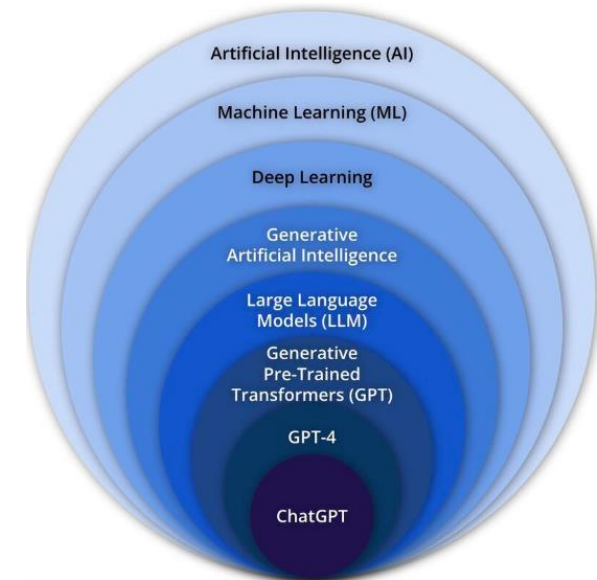 Artificial Intelligence (AI)
Machine Learning (ML)
Deep Learning
Generative
Artificial Intelligence
Large Language
Models (LLM)
Generative
Pre-Trained
Transformers (GPT)
GPT-4
ChatGPT